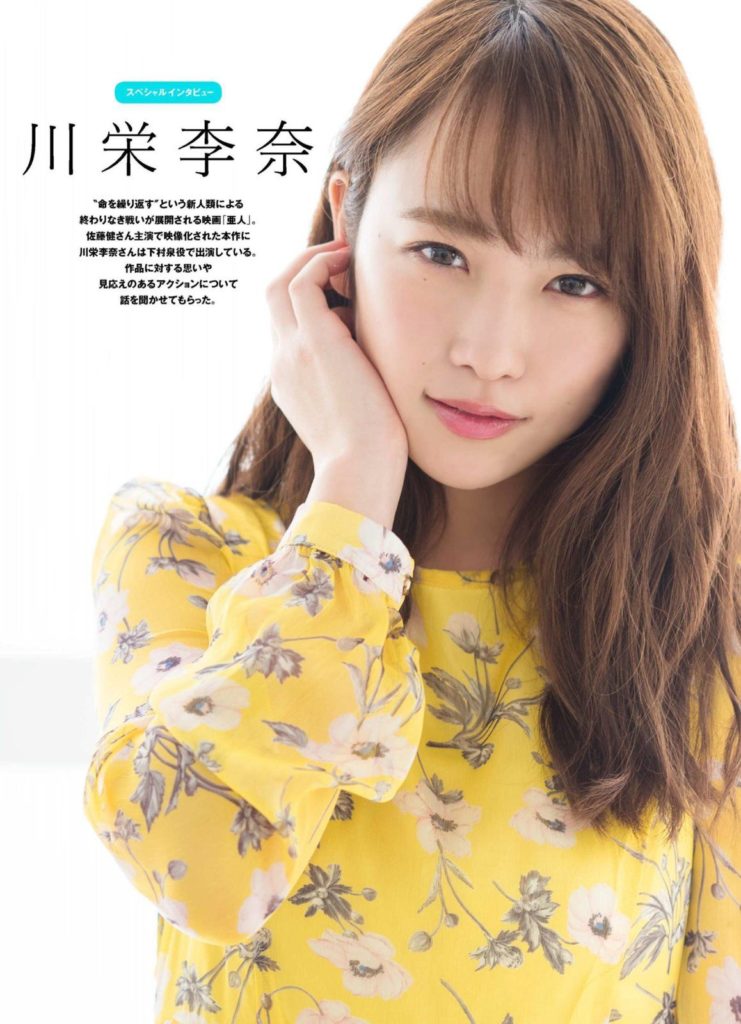 スペシャルインタビュー
川栄李奈
“命を繰り返す”という新人類による
終わりなき戦いが展開される映画「亜人」。
佐藤健さん主演で映像化された本作に
川栄李奈さんは下村泉役で出演している。
作品に対する思いや
見応えのあるアクションについて
話を聞かせてもらった。